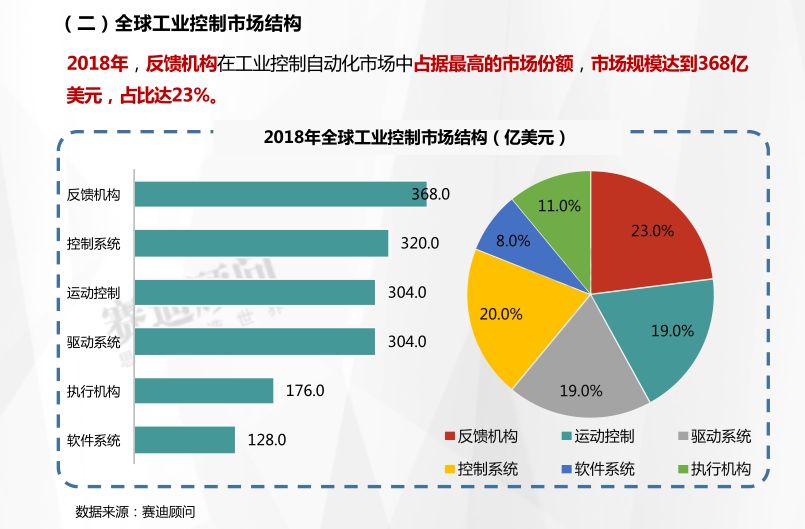 （二）全球工业控制市场结构
2018年，反馈机构在工业控制自动化市场中占据最高的市场份额，市场规模达到368亿
美元，占比达23%。
2018年全球工业控制市场结构（亿美元）
反馈机构 368.0
控制系统 320.0
运动控制 304.0
驱动系统 304.0
执行机构 176.0
软件系统 128.0
赛迪顾问
11.0% 23.0%
8.0%
20.0% 19.0%
19.0%
反馈机构 运动控制 驱动系统
控制系统 软件系统 执行机构
数据来源：赛迪顾问